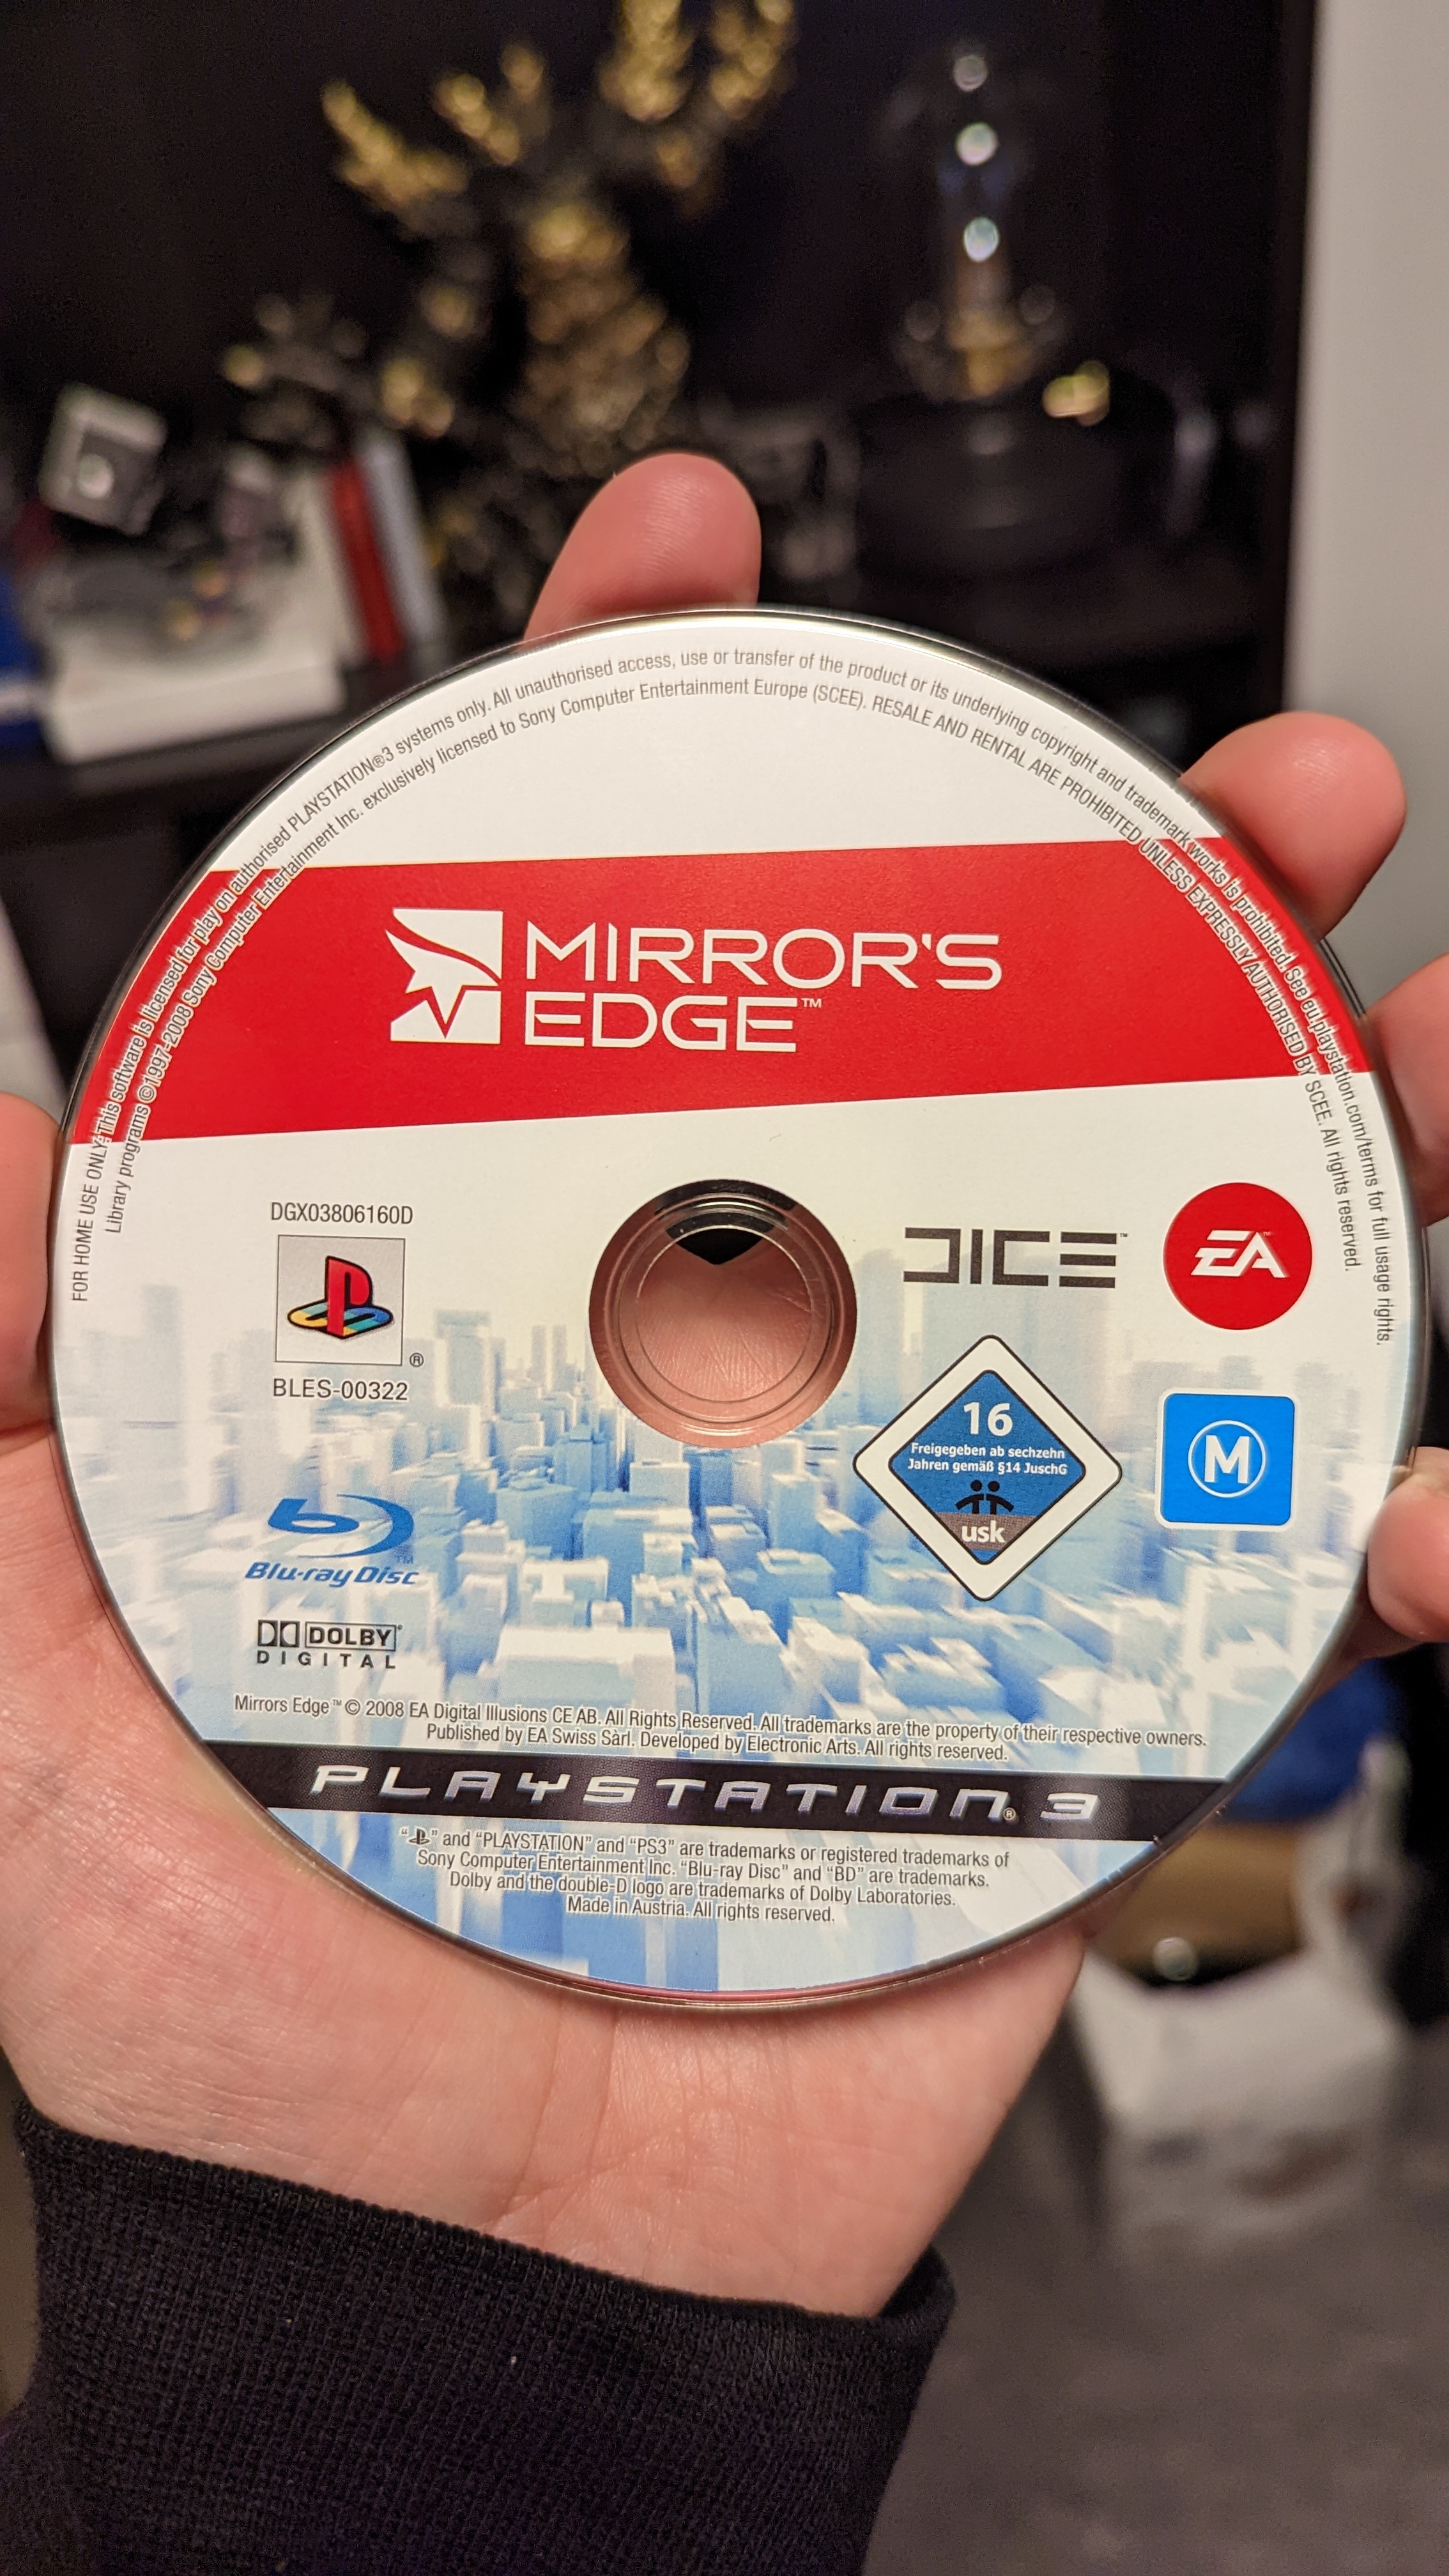 FOR HOME USE ONLY. This software is licensed for play on authorised PLAYSTATION®3 systems only. All unauthorised access, use or transfer of the product or its underlying copyright and trademark works is prohibited. See eu.playstation.com/terms for full usage rights.
Library programs ©1997-2008 Sony Computer Entertainment Inc. exclusively licensed to Sony Computer Entertainment Europe (SCEE). RESALE AND RENTAL ARE PROHIBITED UNLESS EXPRESSLY AUTHORISED BY SCEE. All rights reserved.
MIRROR'S
EDGE™
DGX03806160D
®
BLES-00322
DICE™
EA™
16
Freigegeben ab sechzehn
Jahren gemäß §14 JuschG
usk
M
Blu-ray Disc™
DOLBY®
DIGITAL
Mirrors Edge™ © 2008 EA Digital Illusions CE AB. All Rights Reserved. All trademarks are the property of their respective owners.
Published by EA Swiss Sàrl. Developed by Electronic Arts. All rights reserved.
PLAYSTATION®3
“ ” and “PLAYSTATION” and “PS3” are trademarks or registered trademarks of
Sony Computer Entertainment Inc. “Blu-ray Disc” and “BD” are trademarks.
Dolby and the double-D logo are trademarks of Dolby Laboratories.
Made in Austria. All rights reserved.